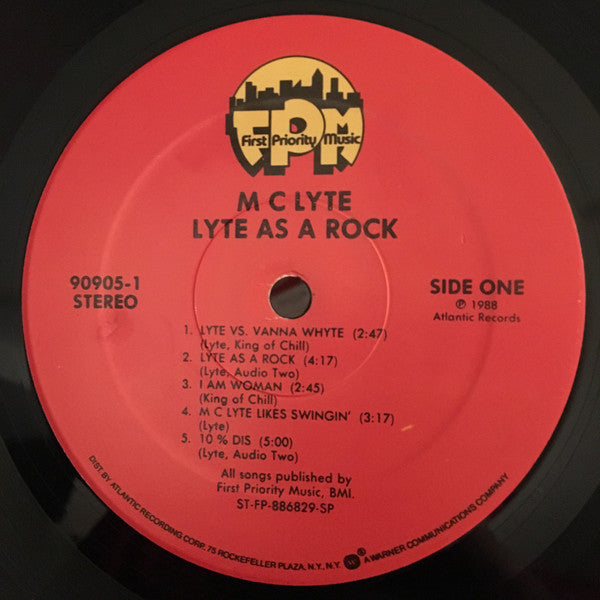 FPM
First Priority Music
M C LYTE
LYTE AS A ROCK
90905-1
STEREO
SIDE ONE
℗ 1988
Atlantic Records
1. LYTE VS. VANNA WHYTE (2:47)
(Lyte, King of Chill)
2. LYTE AS A ROCK (4:17)
(Lyte, Audio Two)
3. I AM WOMAN (2:45)
(King of Chill)
4. M C LYTE LIKES SWINGIN' (3:17)
(Lyte)
5. 10 % DIS (5:00)
(Lyte, Audio Two)
All songs published by
First Priority Music, BMI.
ST-FP-886829-SP
DIST. BY ATLANTIC RECORDING CORP. 75 ROCKEFELLER PLAZA, N.Y., N.Y. W ® A WARNER COMMUNICATIONS COMPANY